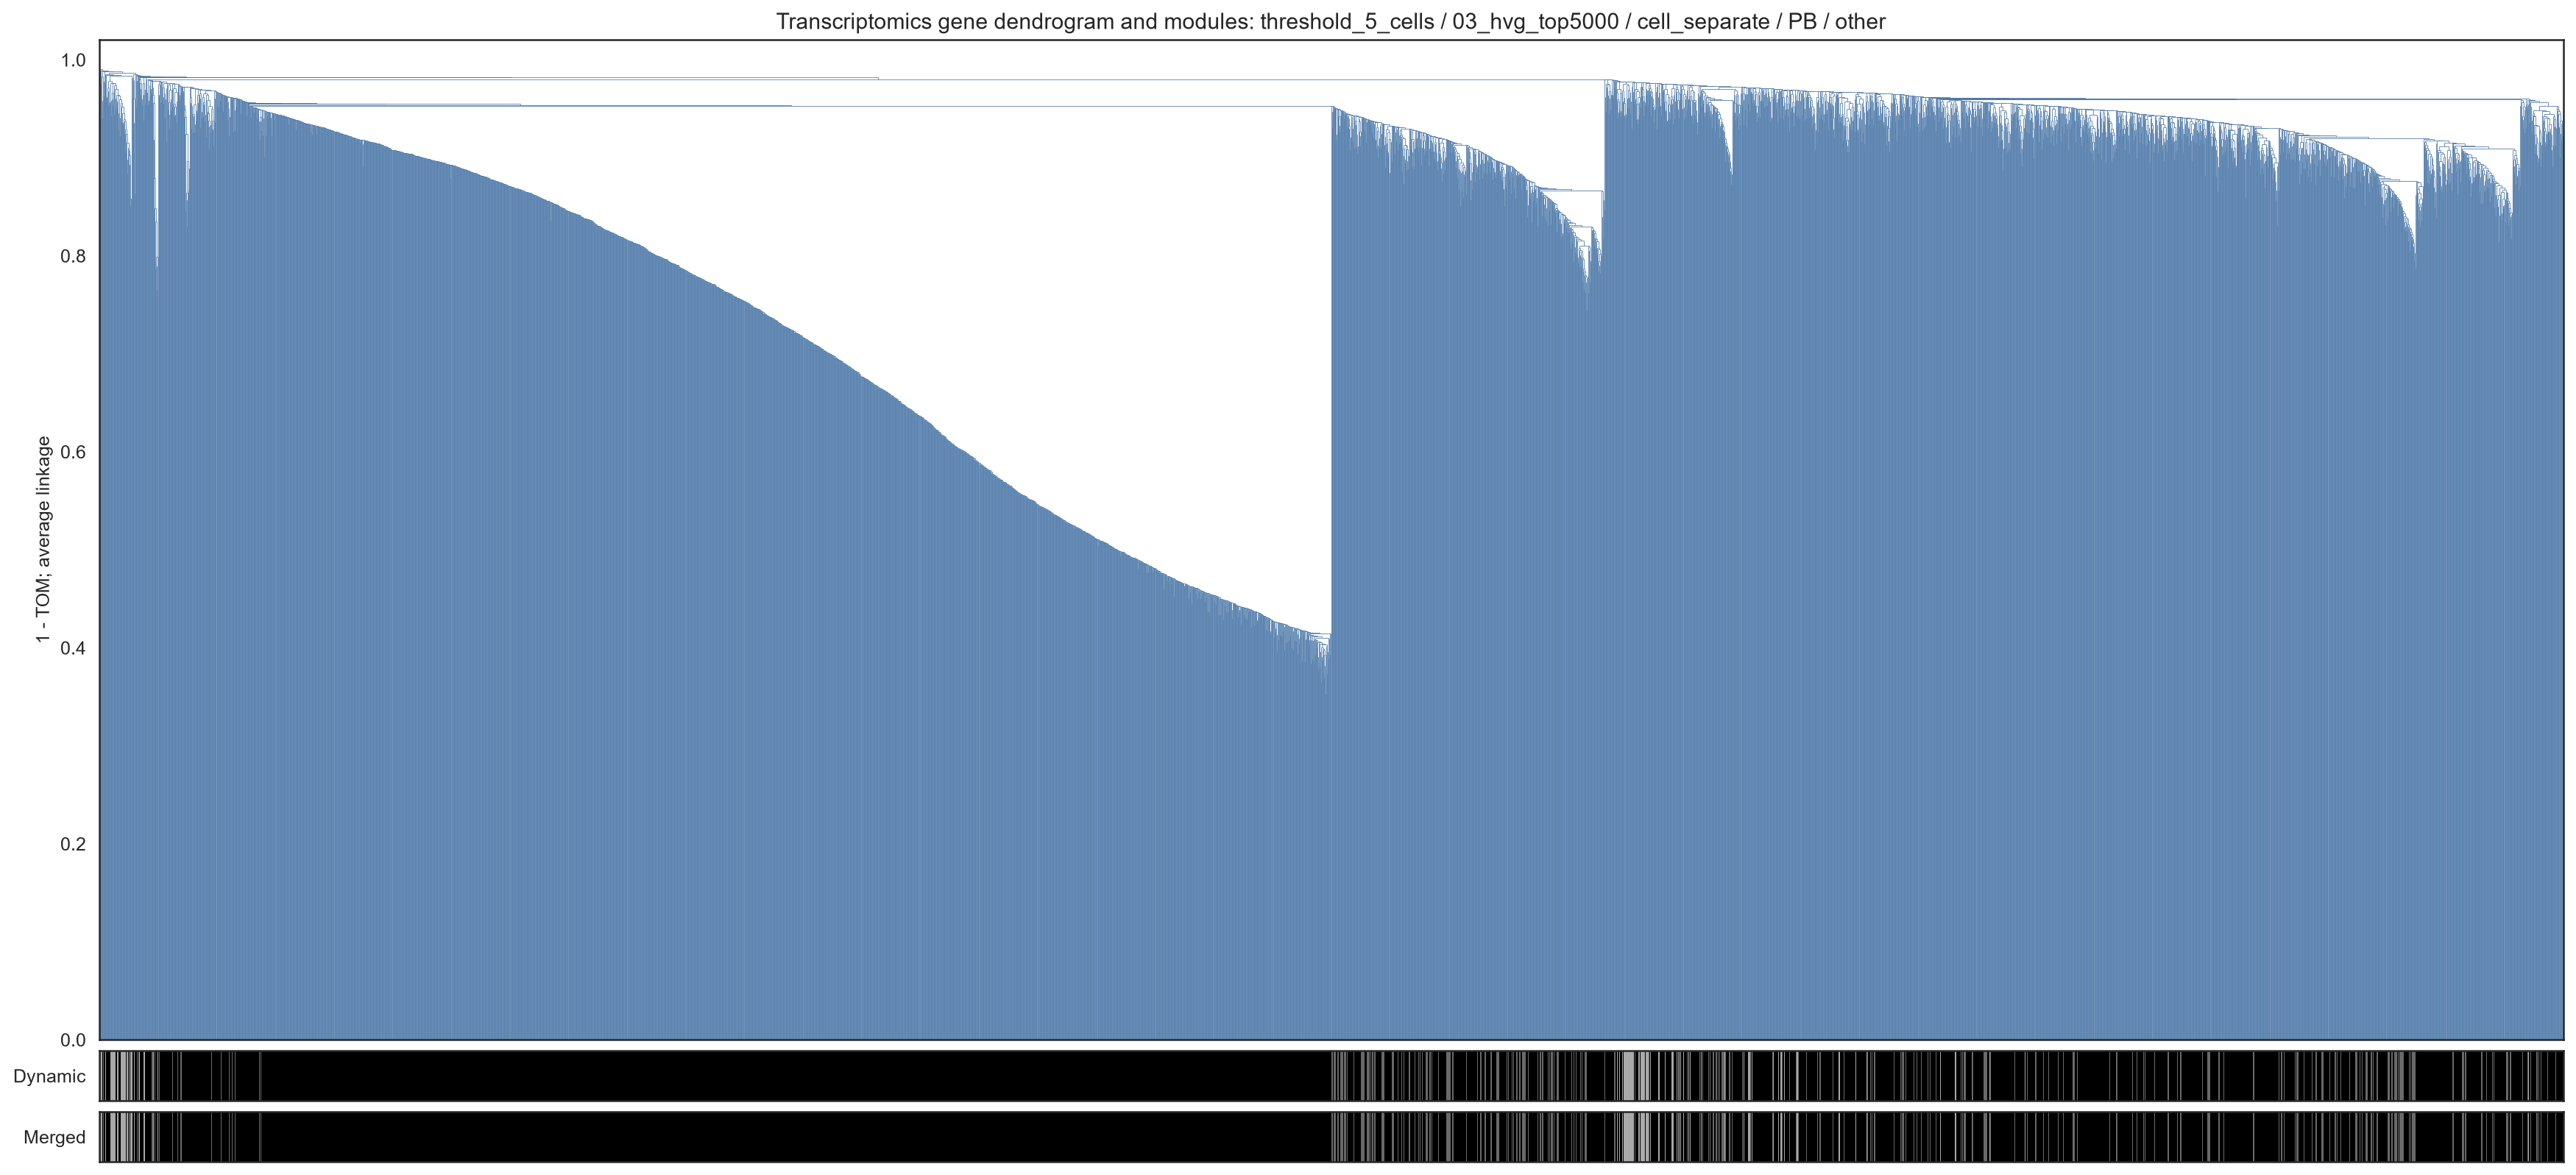 Transcriptomics gene dendrogram and modules: threshold_5_cells / 03_hvg_top5000 / cell_separate / PB / other
1 - TOM; average linkage
1.0
0.8
0.6
0.4
0.2
0.0
Dynamic
Merged